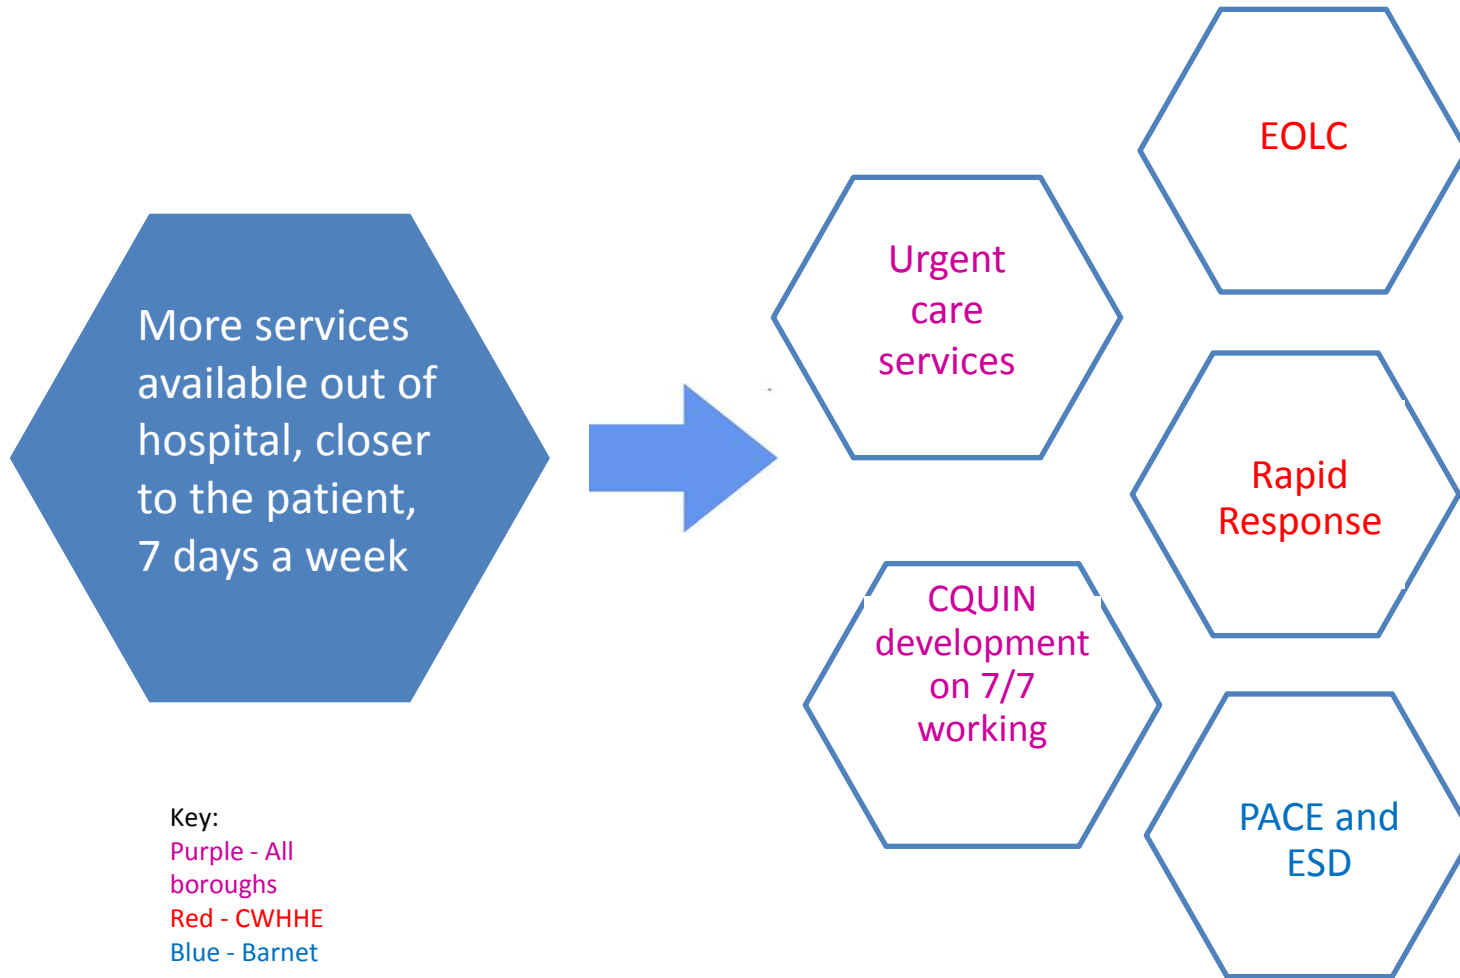 More services
available out of
hospital, closer
to the patient,
7 days a week
Urgent
care
services
CQUIN
development
on 7/7
working
EOLC
Rapid
Response
PACE and
ESD
Key:
Purple - All
boroughs
Red - CWHHE
Blue - Barnet